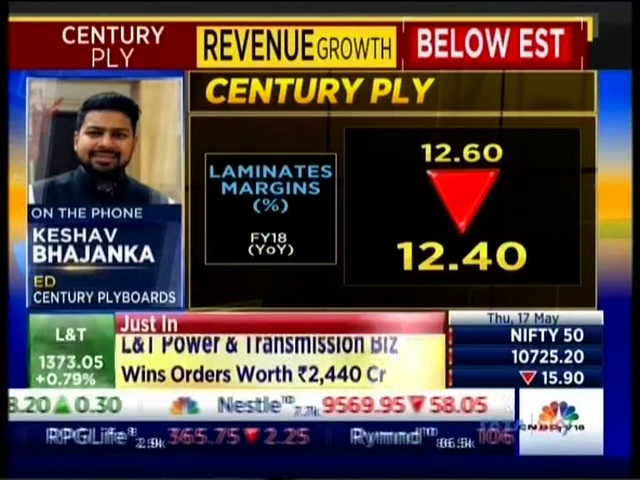 CENTURY
PLY
REVENUE GROWTH
BELOW EST
CENTURY PLY
LAMINATES
MARGINS
(%)
FY18
(YoY)
12.60
12.40
ON THE PHONE
KESHAV
BHAJANKA
ED
CENTURY PLYBOARDS
L&T
1373.05
+0.79%
Just In
L&T Power & Transmission Biz
Wins Orders Worth ₹2,440 Cr
Thu, 17 May
NIFTY 50
10725.20
15.90
8.20 0.30 Nestle 9569.95 58.05
RPGLife 365.75 2.25 Rymnd 106